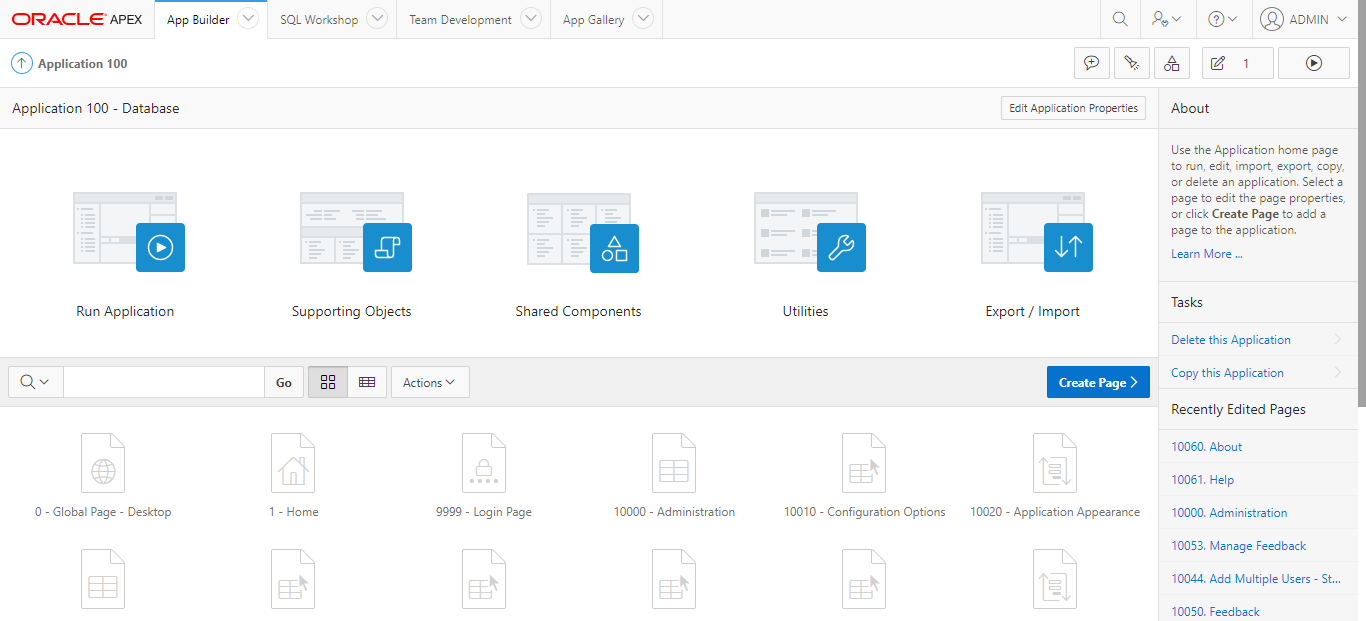 ORACLE APEX
App Builder
SQL Workshop
Team Development
App Gallery
ADMIN
Application 100
1
Application 100 - Database
Edit Application Properties
Run Application
Supporting Objects
Shared Components
Utilities
Export / Import
Go
Actions
Create Page
0 - Global Page - Desktop
1 - Home
9999 - Login Page
10000 - Administration
10010 - Configuration Options
10020 - Application Appearance
About
Use the Application home page
to run, edit, import, export, copy,
or delete an application. Select a
page to edit the page properties,
or click Create Page to add a
page to the application.
Learn More ...
Tasks
Delete this Application
Copy this Application
Recently Edited Pages
10060. About
10061. Help
10000. Administration
10053. Manage Feedback
10044. Add Multiple Users - St...
10050. Feedback